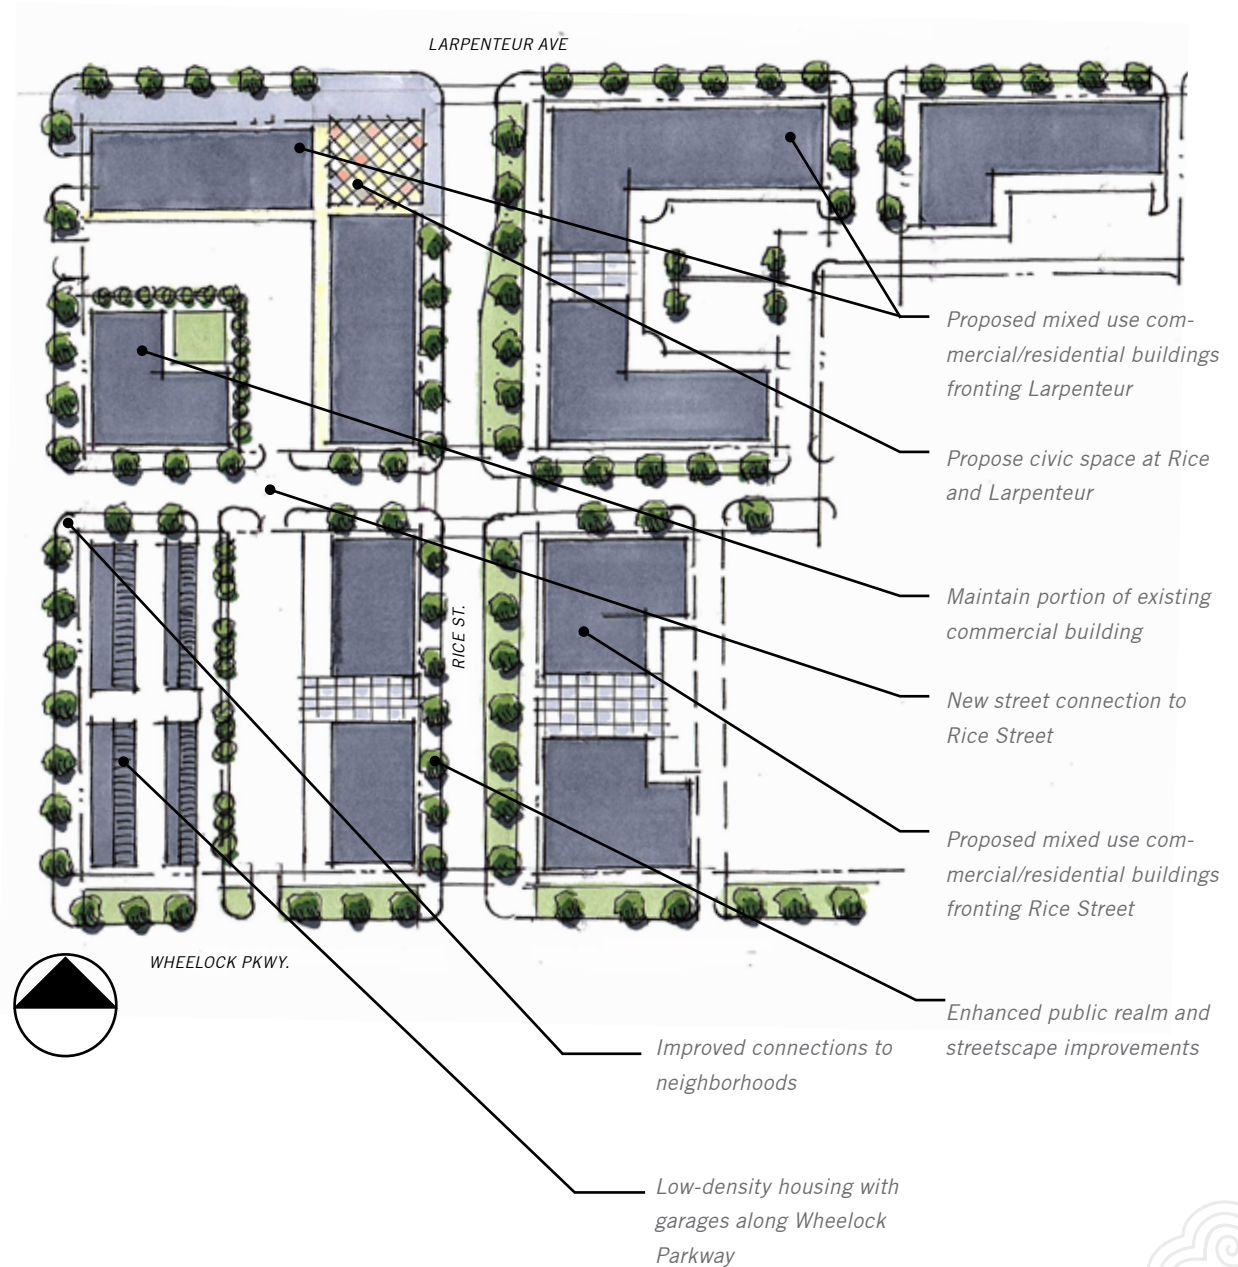 LARPENTEUR AVE
Proposed mixed use com-
mercial/residential buildings
fronting Larpenteur
Propose civic space at Rice
and Larpenteur
Maintain portion of existing
commercial building
RICE ST.
New street connection to
Rice Street
Proposed mixed use com-
mercial/residential buildings
fronting Rice Street
WHEELOCK PKWY.
Enhanced public realm and
streetscape improvements
Improved connections to
neighborhoods
Low-density housing with
garages along Wheelock
Parkway